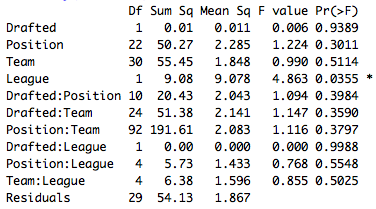 Df Sum Sq Mean Sq F value Pr(>F)
Drafted 1 0.01 0.011 0.006 0.9389
Position 22 50.27 2.285 1.224 0.3011
Team 30 55.45 1.848 0.990 0.5114
League 1 9.08 9.078 4.863 0.0355 *
Drafted:Position 10 20.43 2.043 1.094 0.3984
Drafted:Team 24 51.38 2.141 1.147 0.3590
Position:Team 92 191.61 2.083 1.116 0.3797
Drafted:League 1 0.00 0.000 0.000 0.9988
Position:League 4 5.73 1.433 0.768 0.5548
Team:League 4 6.38 1.596 0.855 0.5025
Residuals 29 54.13 1.867